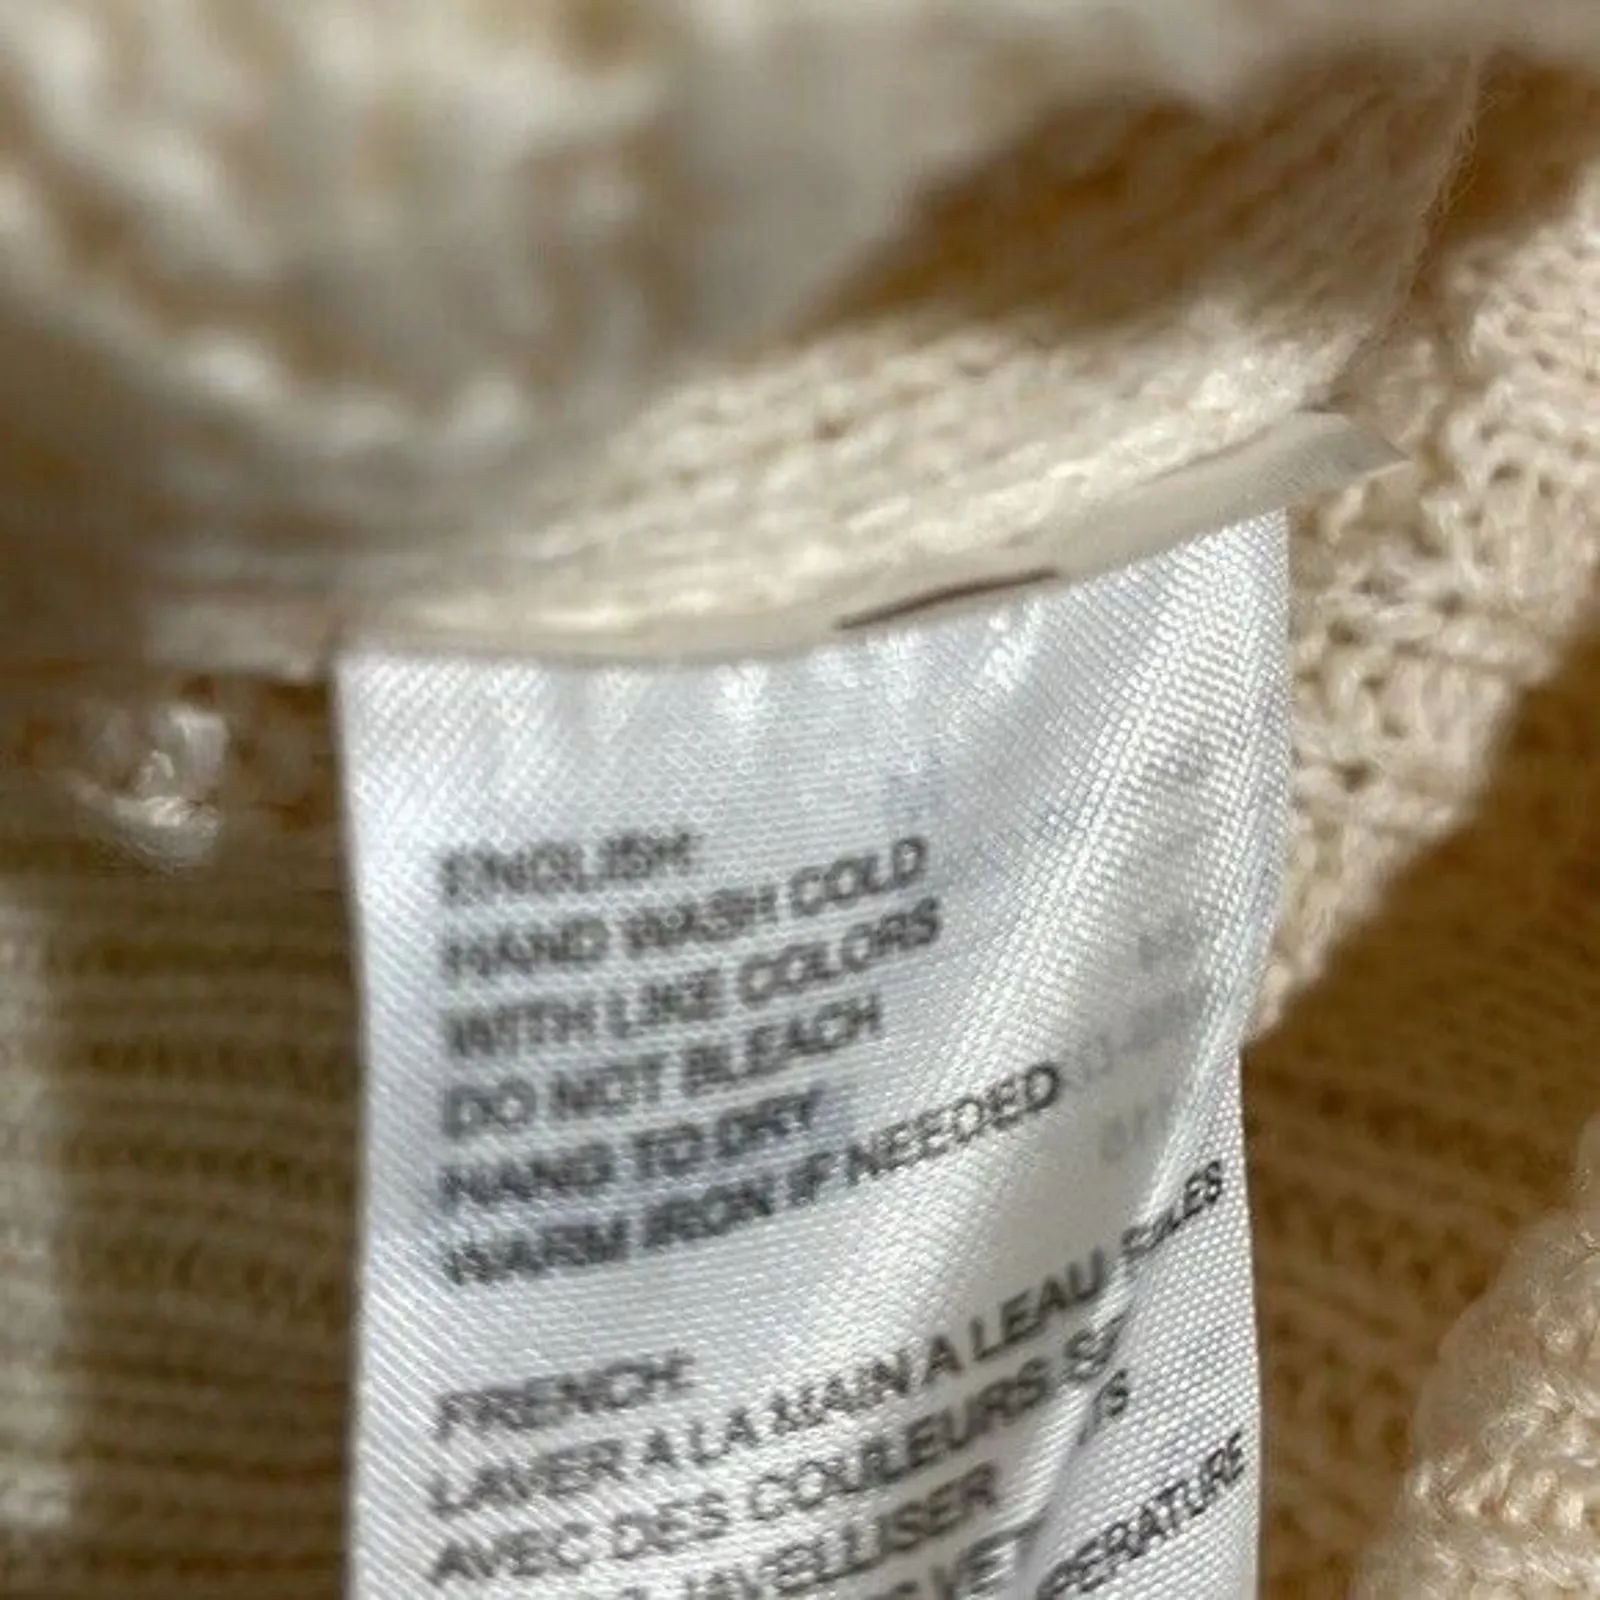 ENGLISH:
HAND WASH COLD
WITH LIKE COLORS
DO NOT BLEACH
HANG TO DRY
WARM IRON IF NEEDED
FRENCH:
LAVER A LA MAIN A LEAU
AVEC DES COULEURS
JAVELLISER